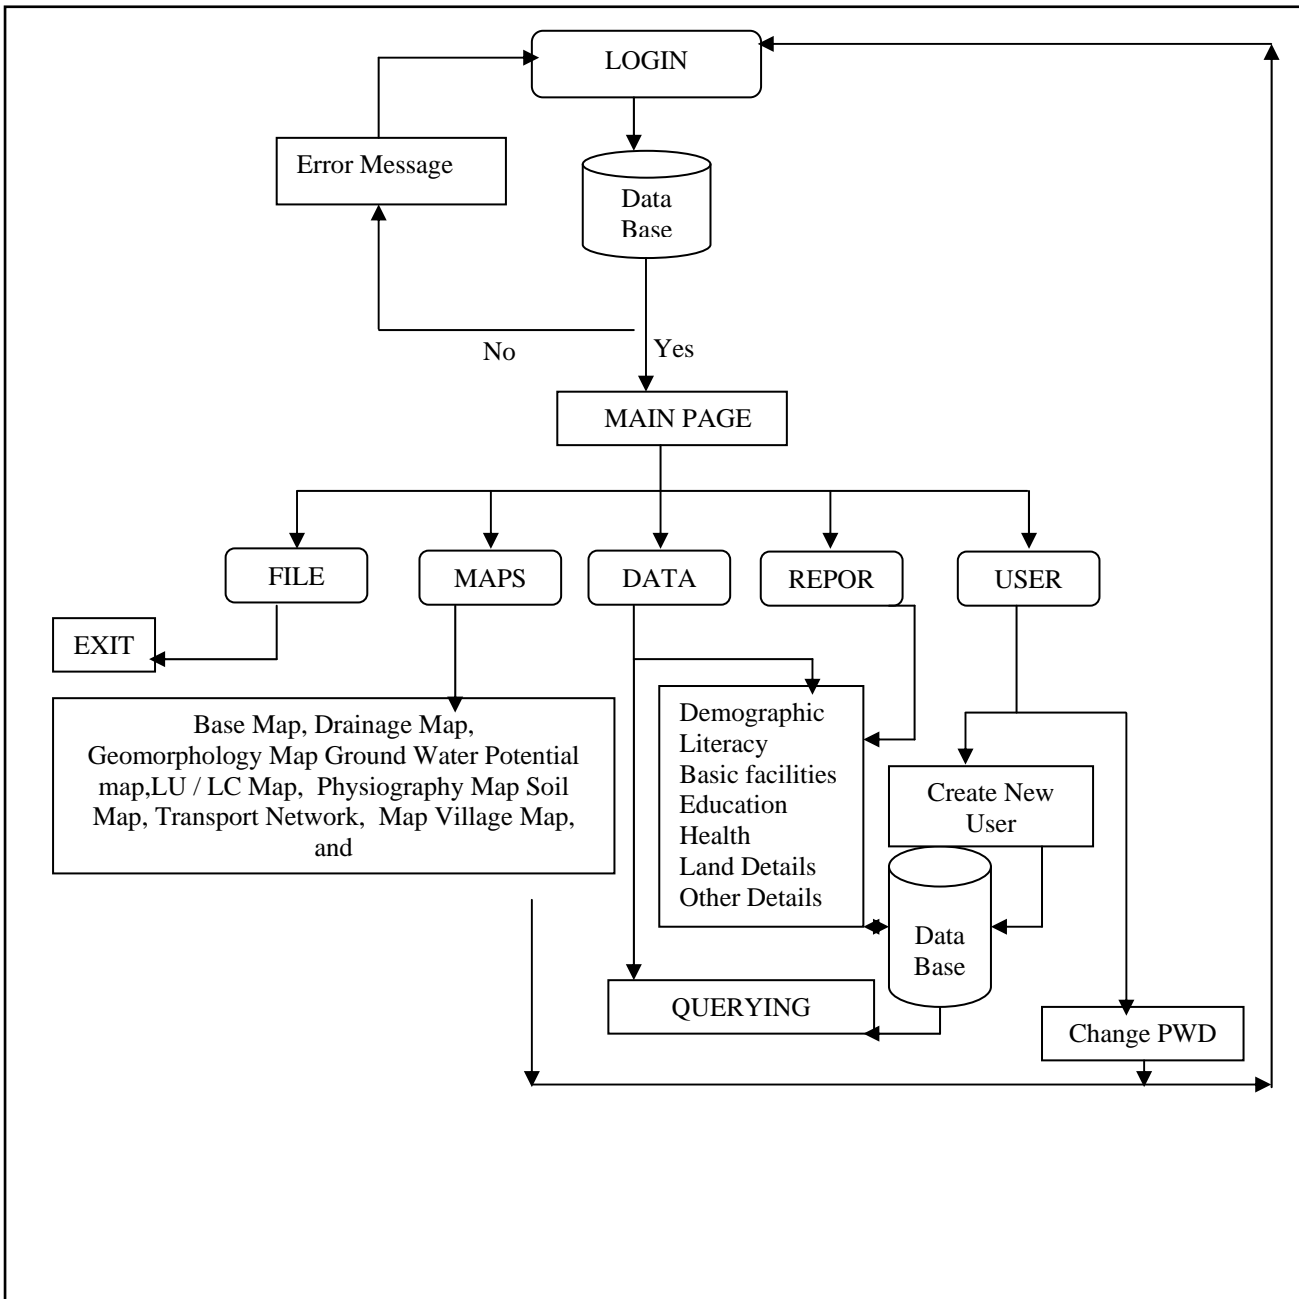 LOGIN
Error Message
Data
Base
No
Yes
MAIN PAGE
FILE
MAPS
DATA
REPOR
USER
EXIT
Base Map, Drainage Map,
Geomorphology Map Ground Water Potential
map,LU / LC Map, Physiography Map Soil
Map, Transport Network, Map Village Map,
and
Demographic
Literacy
Basic facilities
Education
Health
Land Details
Other Details
Create New
User
Data
Base
QUERYING
Change PWD